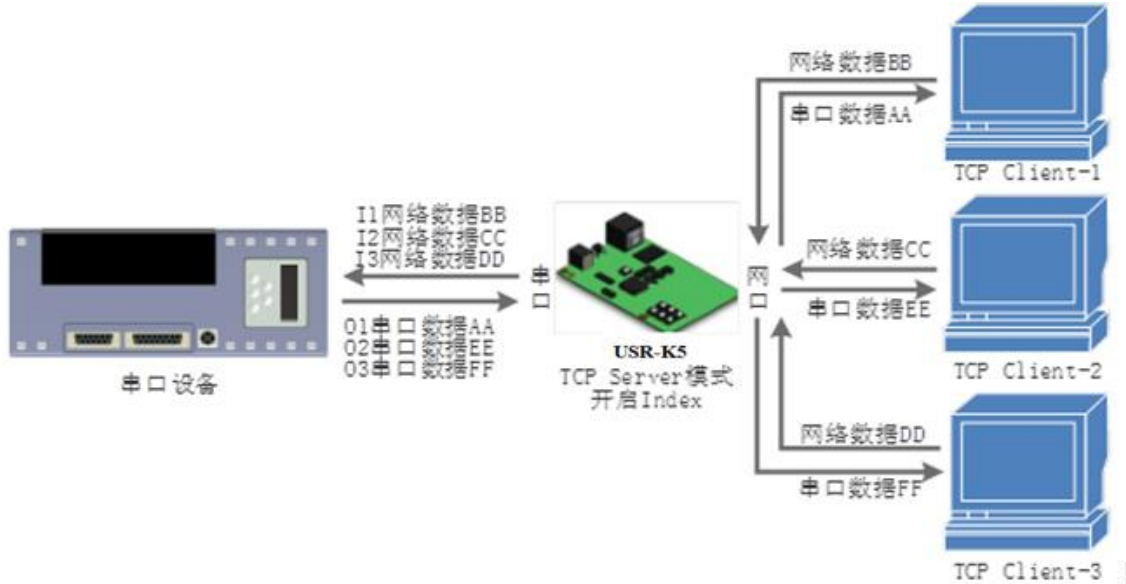 网络数据BB
串口数据AA
TCP Client-1
I1网络数据BB
I2网络数据CC
I3网络数据DD
串口
网口
网络数据CC
串口数据EE
O1串口数据AA
O2串口数据EE
O3串口数据FF
串口设备
USR-K5
TCP Server模式
开启Index
TCP Client-2
网络数据DD
串口数据FF
TCP Client-3